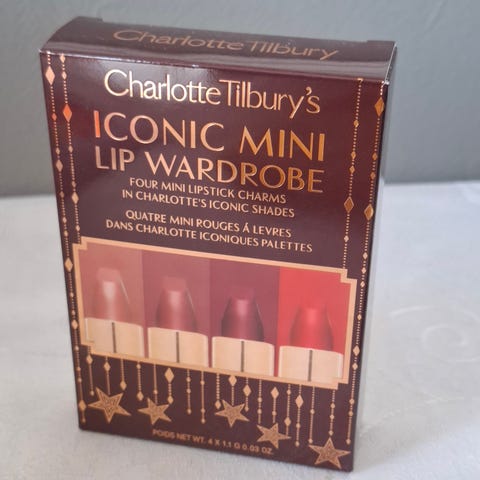 Charlotte Tilbury
Charlotte Tilbury's
ICONIC MINI
LIP WARDROBE
FOUR MINI LIPSTICK CHARMS
IN CHARLOTTE'S ICONIC SHADES
QUATRE MINI ROUGES Á LEVRES
DANS CHARLOTTE ICONIQUES PALETTES
POIDS NET WT. 4 X 1.1 G 0.03 OZ.